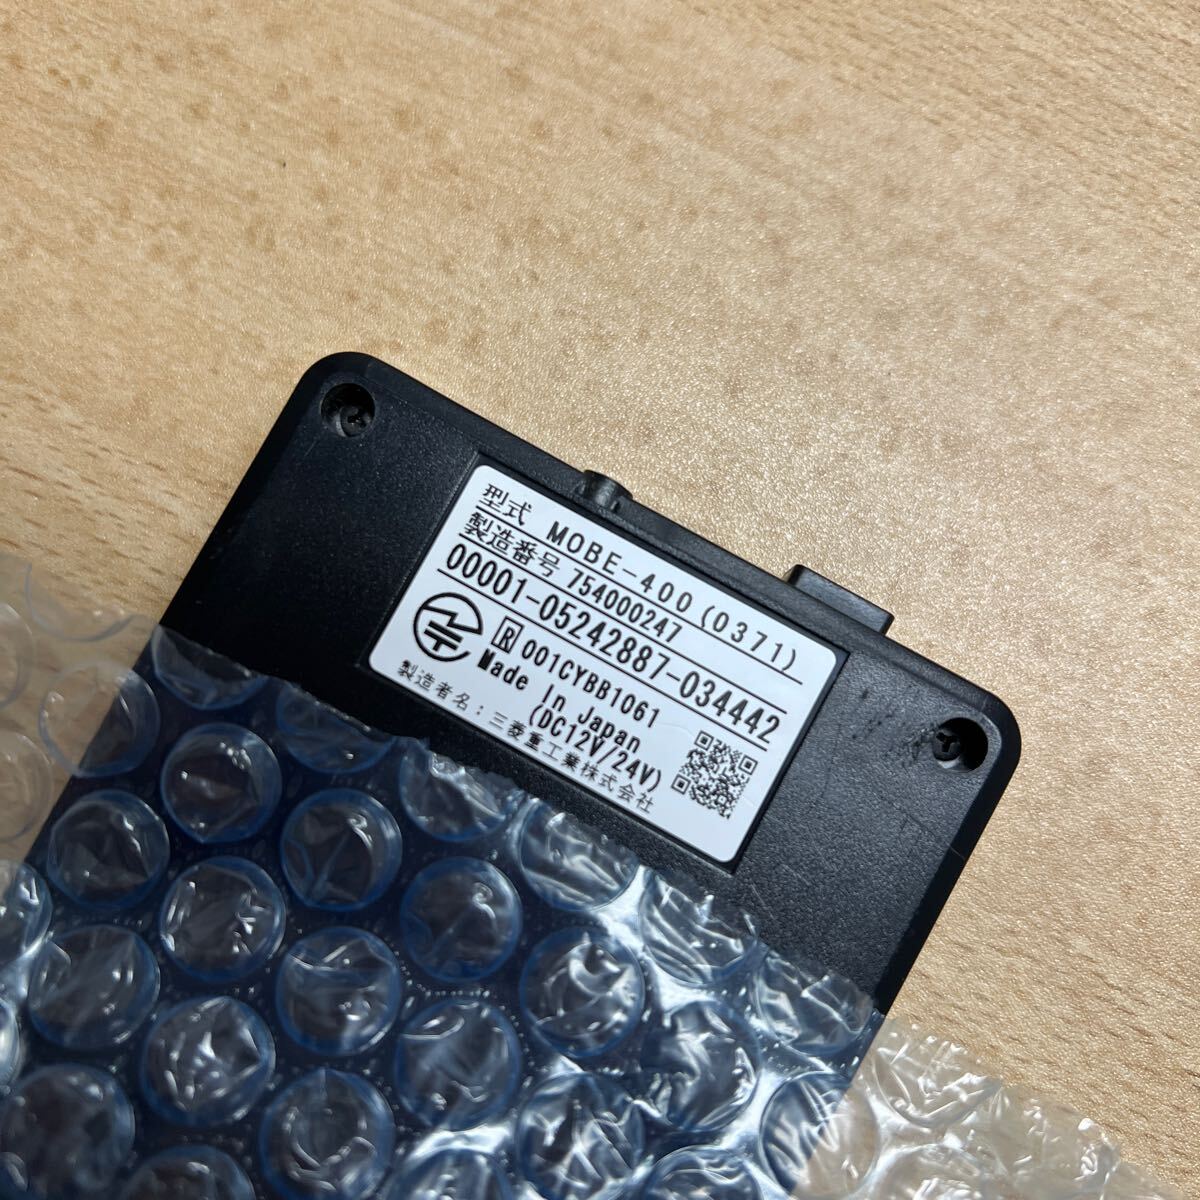 型式 MOBE-400(0371)
製造番号 754000247
00001-05242887-034442
R 001CYBB1061
Made In Japan
(DC12V/24V)
製造者名:三菱重工業株式会社